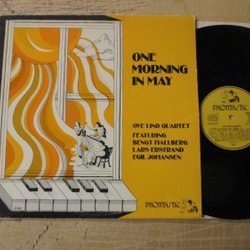 ONE
MORNING
IN MAY
OVE LIND QUARTET
FEATURING
BENGT HALLBERG
LARS ERSTRAND
EGIL JOHANSEN
PHONTASTIC
PHONTASTIC